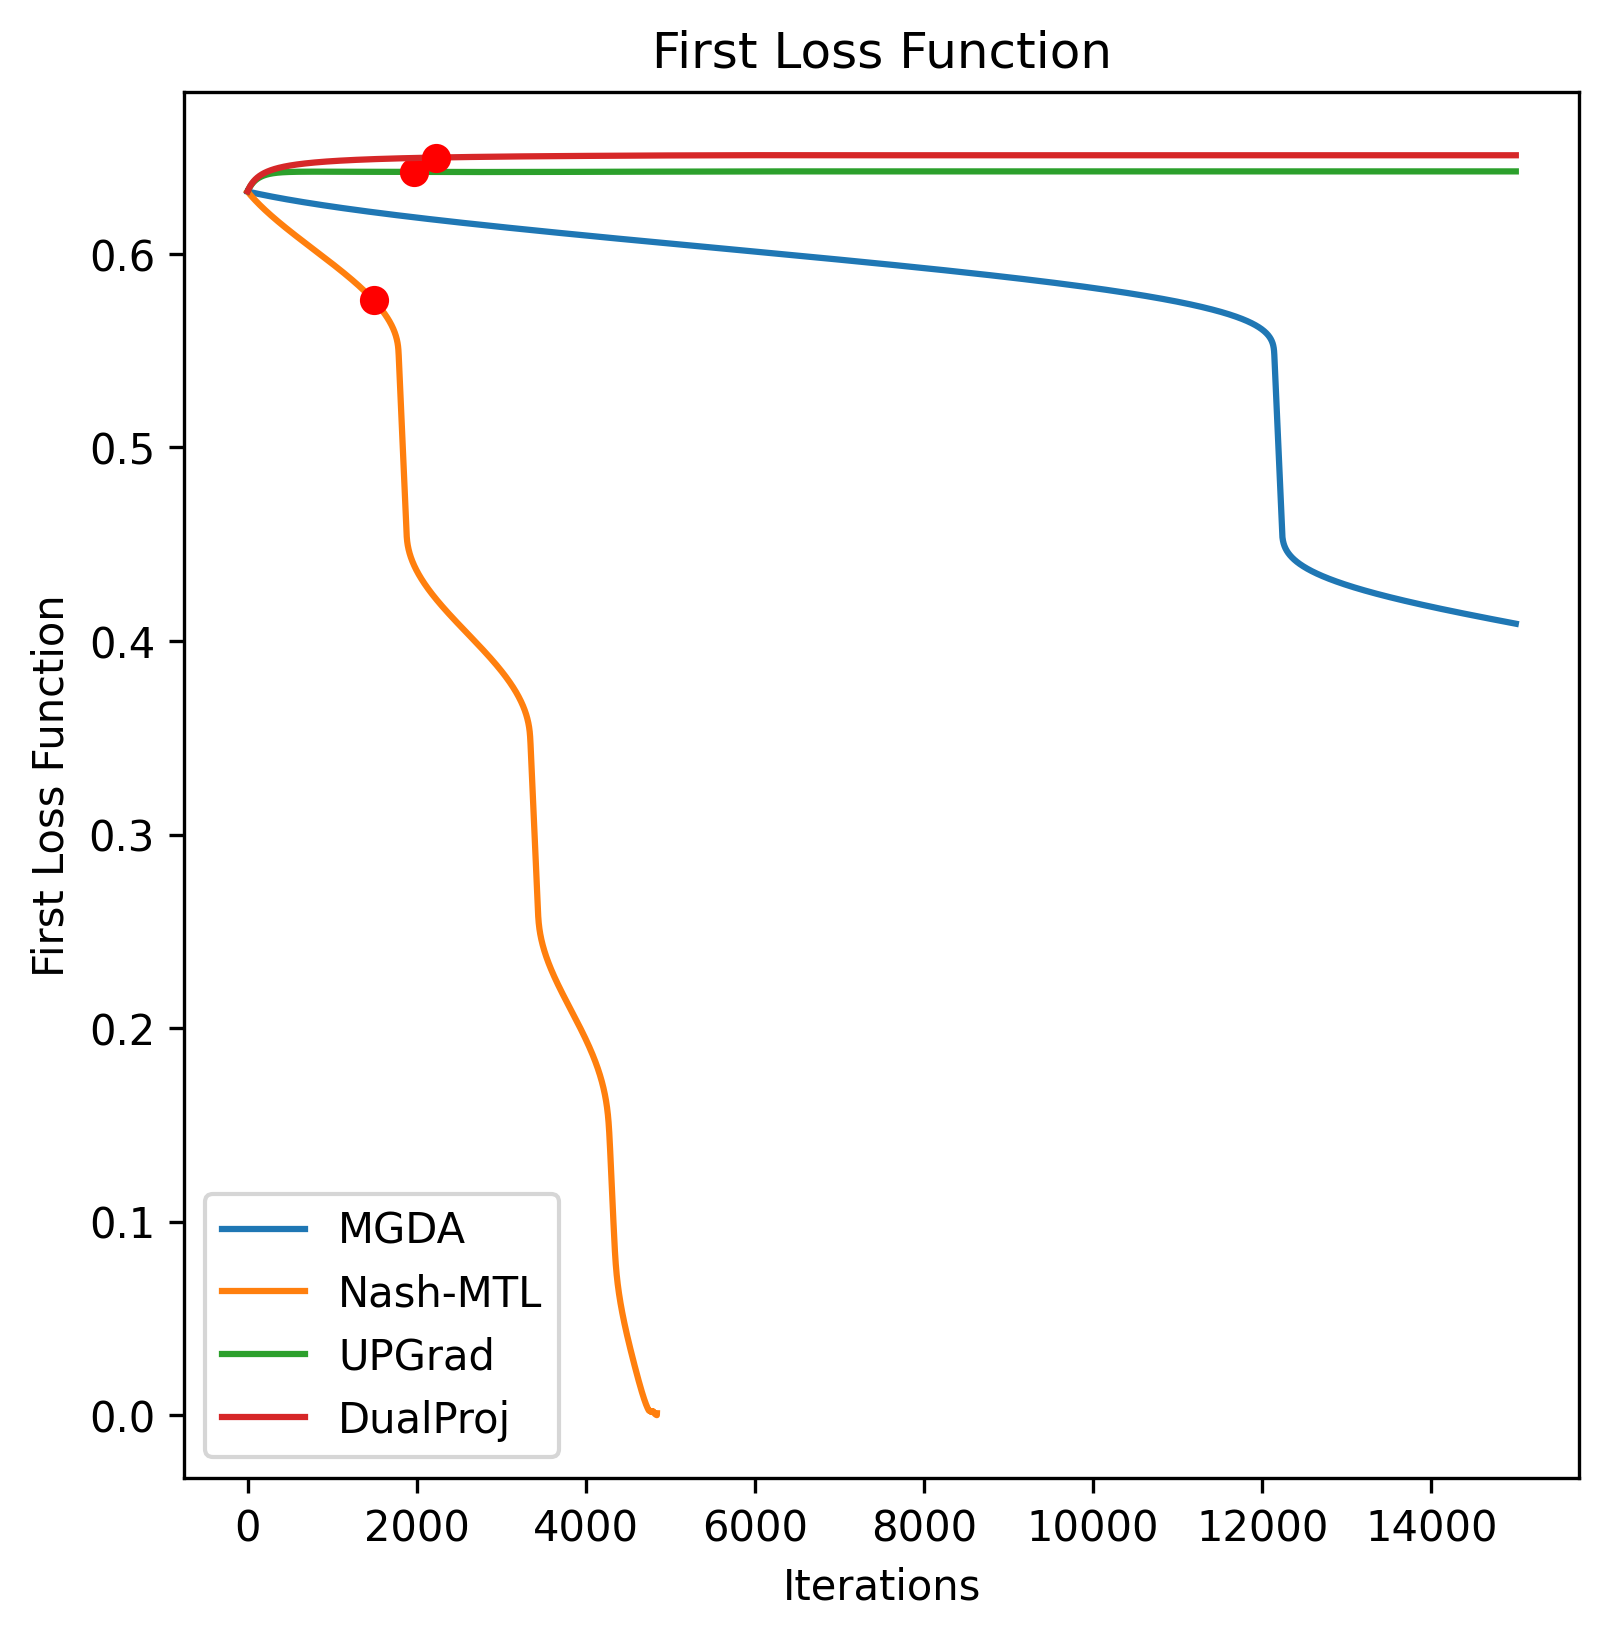 First Loss Function
First Loss Function
0.6
0.5
0.4
0.3
0.2
0.1
0.0
MGDA
Nash-MTL
UPGrad
DualProj
0 2000 4000 6000 8000 10000 12000 14000
Iterations